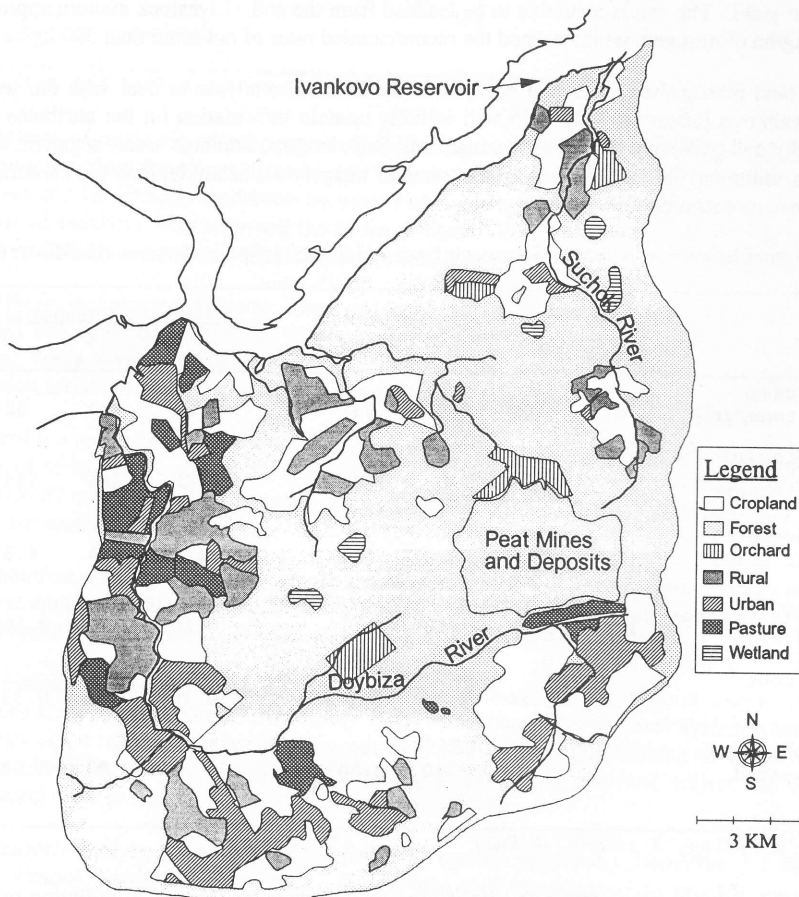 Ivankovo Reservoir
Suchok River
Peat Mines
and Deposits
Doybiza River
Legend
Cropland
Forest
Orchard
Rural
Urban
Pasture
Wetland
N
W E
S
3 KM